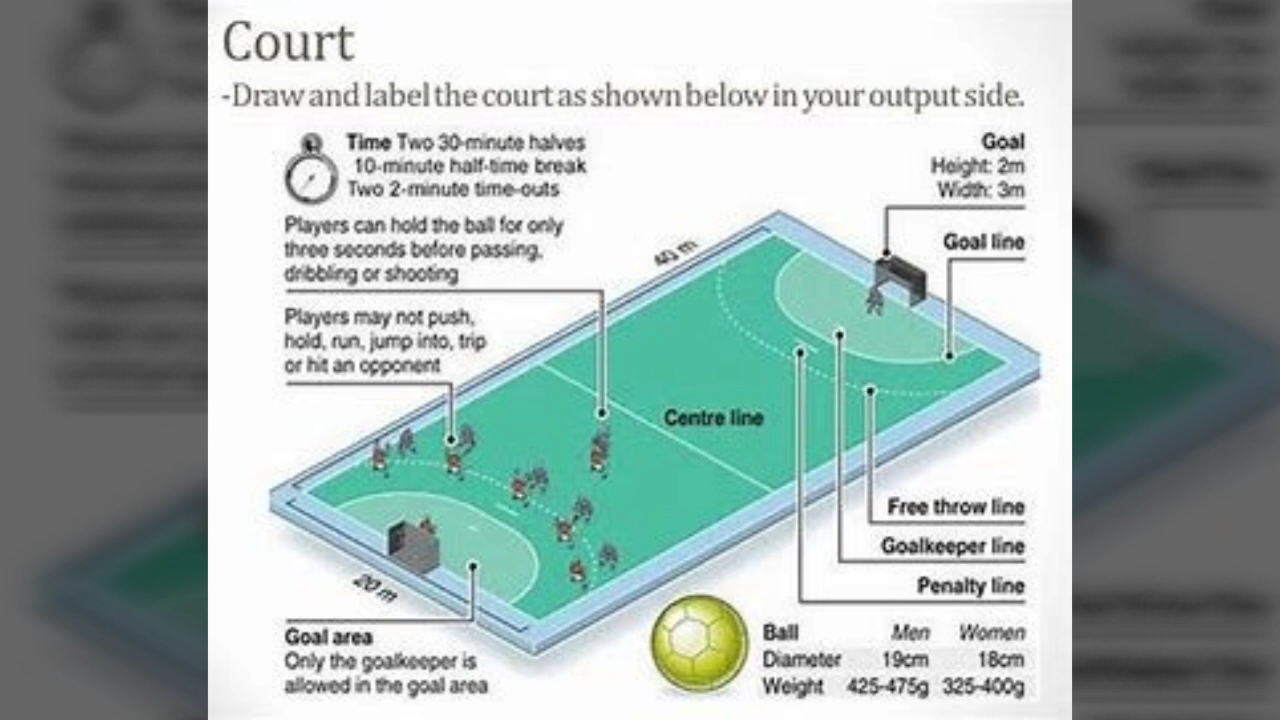 Court
-Draw and label the court as shown below in your output side.
Time Two 30-minute halves
10-minute half-time break
Two 2-minute time-outs
Goal
Height: 2m
Width: 3m
Players can hold the ball for only
three seconds before passing,
dribbling or shooting
40 m
Goal line
Players may not push,
hold, run, jump into, trip
or hit an opponent
Centre line
Free throw line
Goalkeeper line
Penalty line
20 m
Goal area
Only the goalkeeper is
allowed in the goal area
Ball Men Women
Diameter 19cm 18cm
Weight 425-475g 325-400g